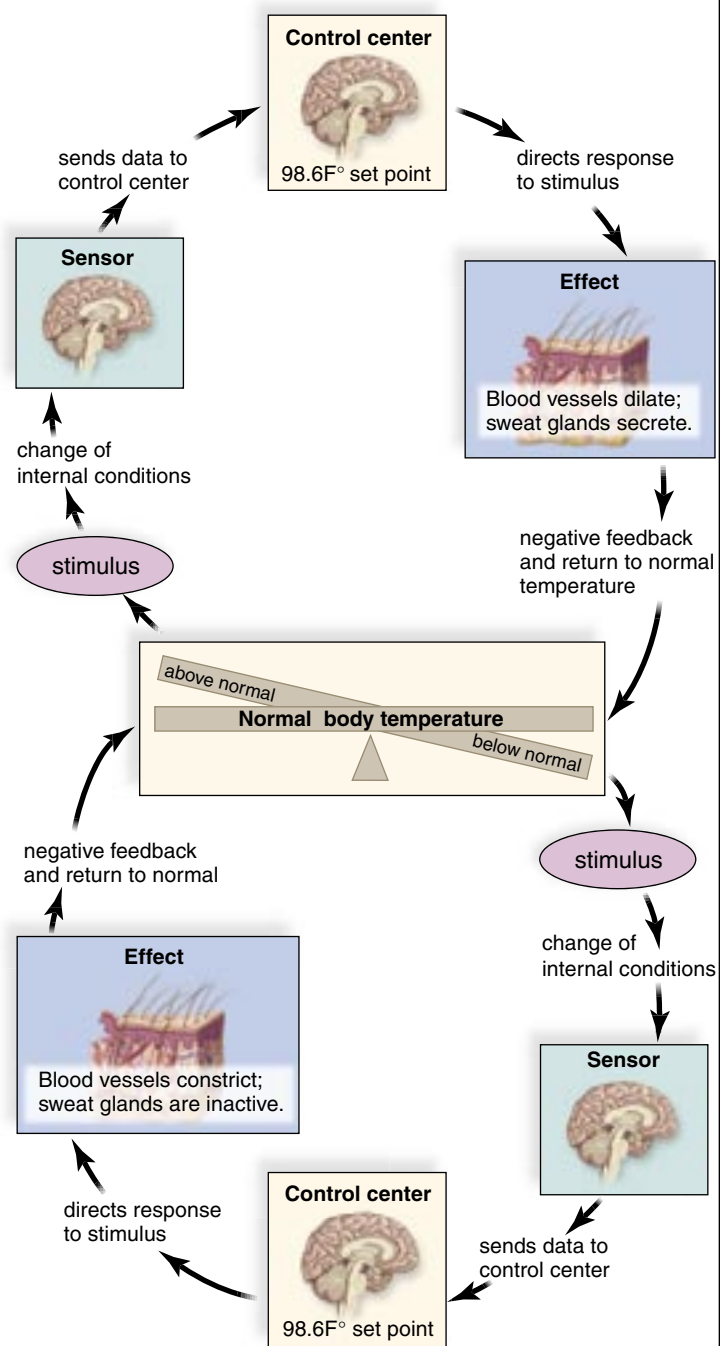 Control center
98.6F° set point
directs response
to stimulus
Effect
Blood vessels dilate;
sweat glands secrete.
negative feedback
and return to normal
temperature
sends data to
control center
Sensor
change of
internal conditions
stimulus
above normal
Normal body temperature
below normal
stimulus
change of
internal conditions
Sensor
sends data to
control center
Control center
98.6F° set point
directs response
to stimulus
Effect
Blood vessels constrict;
sweat glands are inactive.
negative feedback
and return to normal